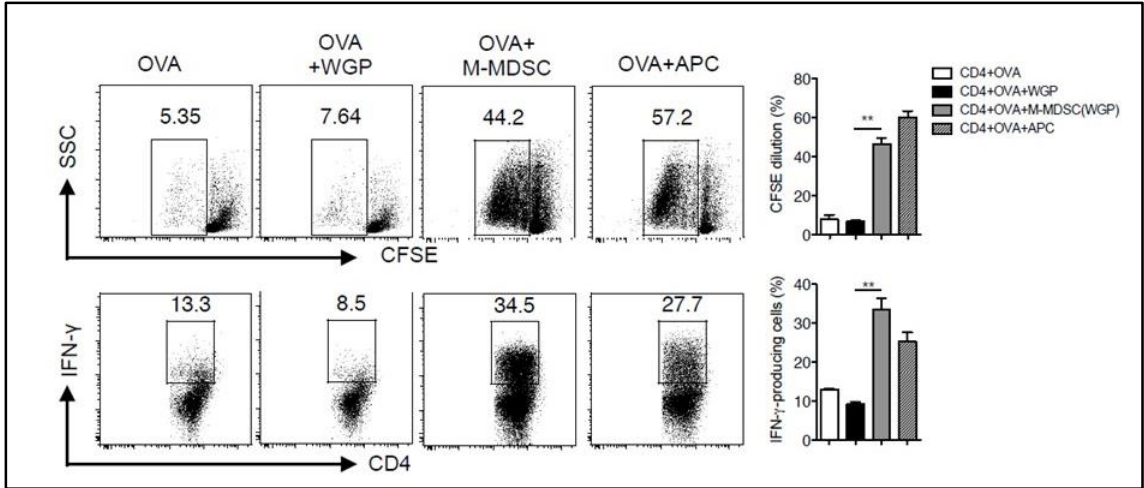 OVA
OVA
+WGP
OVA+
M-MDSC
OVA+APC
SSC
5.35
7.64
44.2
57.2
CFSE
IFN-γ
13.3
8.5
34.5
27.7
CD4
CFSE dilution (%)
80
60
40
20
0
**
CD4+OVA
CD4+OVA+WGP
CD4+OVA+M-MDSC(WGP)
CD4+OVA+APC
IFN-γ-producing cells (%)
40
30
20
10
0
**